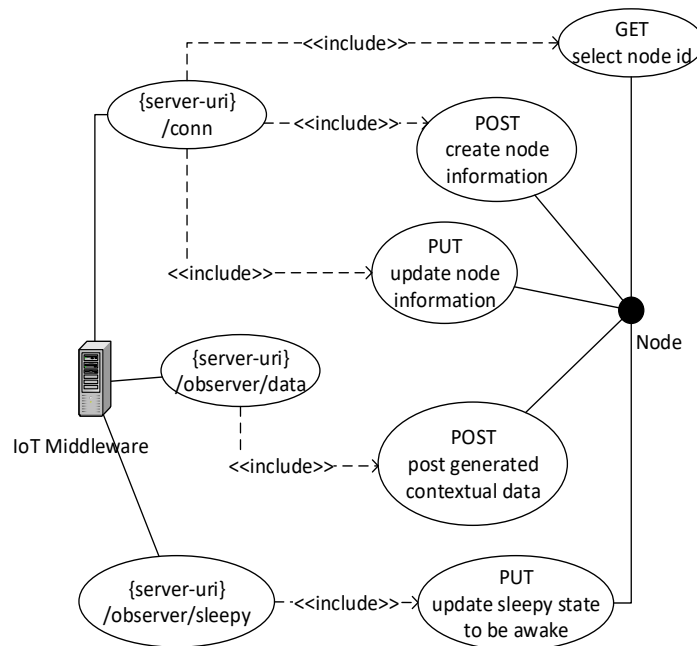 GET
select node id
<<include>>
{server-uri}
/conn
<<include>>
POST
create node
information
<<include>>
PUT
update node
information
Node
{server-uri}
/observer/data
IoT Middleware
<<include>>
POST
post generated
contextual data
{server-uri}
/observer/sleepy
<<include>>
PUT
update sleepy state
to be awake